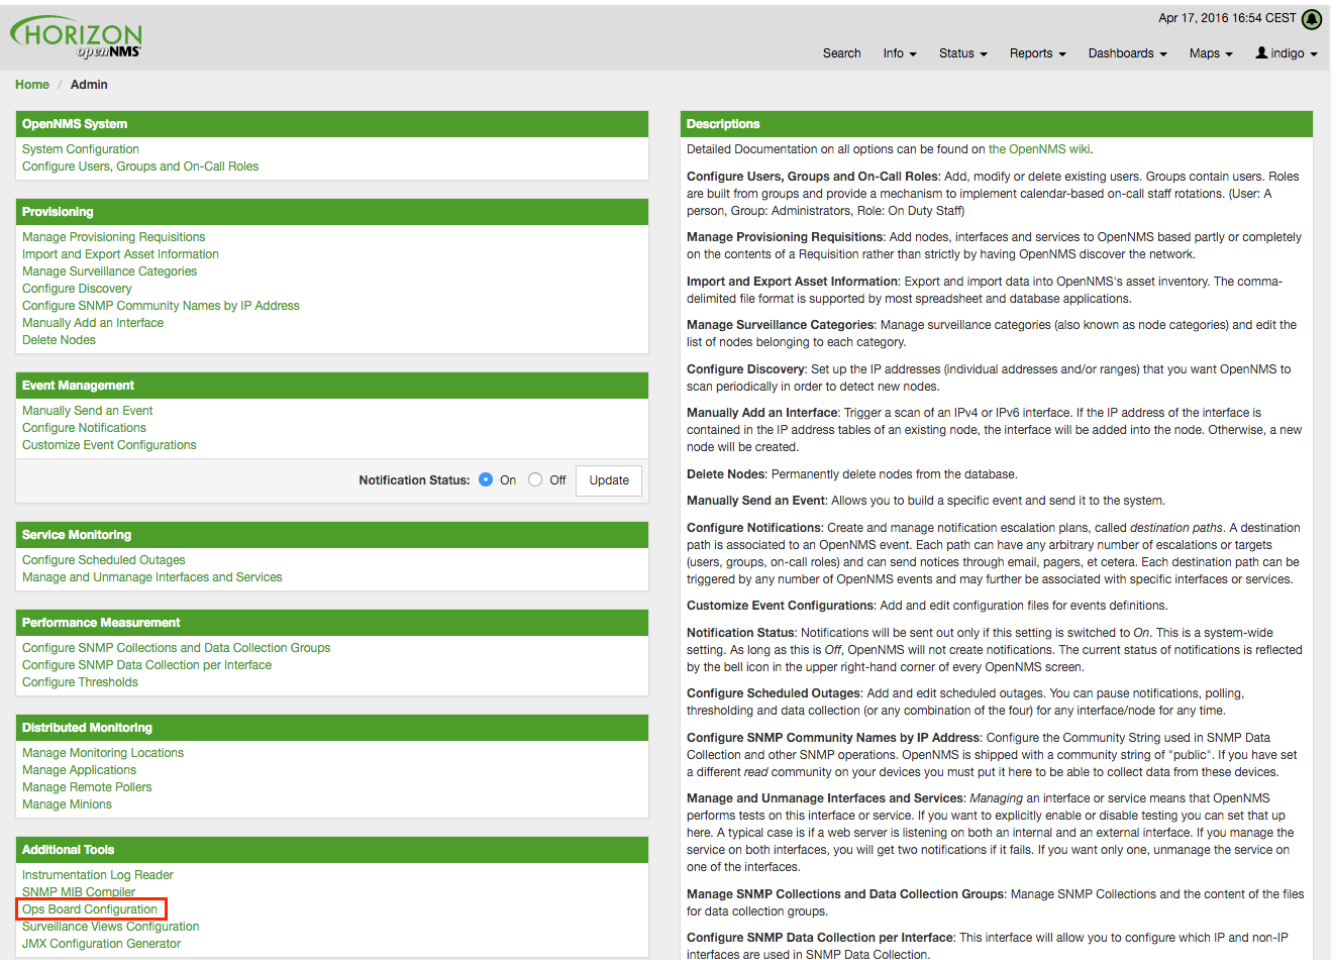 Apr 17, 2016 16:54 CEST
HORIZON
openNMS
Search Info Status Reports Dashboards Maps indigo
Home / Admin
OpenNMS System
System Configuration
Configure Users, Groups and On-Call Roles
Provisioning
Manage Provisioning Requisitions
Import and Export Asset Information
Manage Surveillance Categories
Configure Discovery
Configure SNMP Community Names by IP Address
Manually Add an Interface
Delete Nodes
Event Management
Manually Send an Event
Configure Notifications
Customize Event Configurations
Notification Status: On Off Update
Service Monitoring
Configure Scheduled Outages
Manage and Unmanage Interfaces and Services
Performance Measurement
Configure SNMP Collections and Data Collection Groups
Configure SNMP Data Collection per Interface
Configure Thresholds
Distributed Monitoring
Manage Monitoring Locations
Manage Applications
Manage Remote Pollers
Manage Minions
Additional Tools
Instrumentation Log Reader
SNMP MIB Compiler
Ops Board Configuration
Surveillance Views Configuration
JMX Configuration Generator
Descriptions
Detailed Documentation on all options can be found on the OpenNMS wiki.
Configure Users, Groups and On-Call Roles: Add, modify or delete existing users. Groups contain users. Roles
are built from groups and provide a mechanism to implement calendar-based on-call staff rotations. (User: A
person, Group: Administrators, Role: On Duty Staff)
Manage Provisioning Requisitions: Add nodes, interfaces and services to OpenNMS based partly or completely
on the contents of a Requisition rather than strictly by having OpenNMS discover the network.
Import and Export Asset Information: Export and import data into OpenNMS's asset inventory. The comma-
delimited file format is supported by most spreadsheet and database applications.
Manage Surveillance Categories: Manage surveillance categories (also known as node categories) and edit the
list of nodes belonging to each category.
Configure Discovery: Set up the IP addresses (individual addresses and/or ranges) that you want OpenNMS to
scan periodically in order to detect new nodes.
Manually Add an Interface: Trigger a scan of an IPv4 or IPv6 interface. If the IP address of the interface is
contained in the IP address tables of an existing node, the interface will be added into the node. Otherwise, a new
node will be created.
Delete Nodes: Permanently delete nodes from the database.
Manually Send an Event: Allows you to build a specific event and send it to the system.
Configure Notifications: Create and manage notification escalation plans, called destination paths. A destination
path is associated to an OpenNMS event. Each path can have any arbitrary number of escalations or targets
(users, groups, on-call roles) and can send notices through email, pagers, et cetera. Each destination path can be
triggered by any number of OpenNMS events and may further be associated with specific interfaces or services.
Customize Event Configurations: Add and edit configuration files for events definitions.
Notification Status: Notifications will be sent out only if this setting is switched to On. This is a system-wide
setting. As long as this is Off, OpenNMS will not create notifications. The current status of notifications is reflected
by the bell icon in the upper right-hand corner of every OpenNMS screen.
Configure Scheduled Outages: Add and edit scheduled outages. You can pause notifications, polling,
thresholding and data collection (or any combination of the four) for any interface/node for any time.
Configure SNMP Community Names by IP Address: Configure the Community String used in SNMP Data
Collection and other SNMP operations. OpenNMS is shipped with a community string of "public". If you have set
a different read community on your devices you must put it here to be able to collect data from these devices.
Manage and Unmanage Interfaces and Services: Managing an interface or service means that OpenNMS
performs tests on this interface or service. If you want to explicitly enable or disable testing you can set that up
here. A typical case is if a web server is listening on both an internal and an external interface. If you manage the
service on both interfaces, you will get two notifications if it fails. If you want only one, unmanage the service on
one of the interfaces.
Manage SNMP Collections and Data Collection Groups: Manage SNMP Collections and the content of the files
for data collection groups.
Configure SNMP Data Collection per Interface: This interface will allow you to configure which IP and non-IP
interfaces are used in SNMP Data Collection.